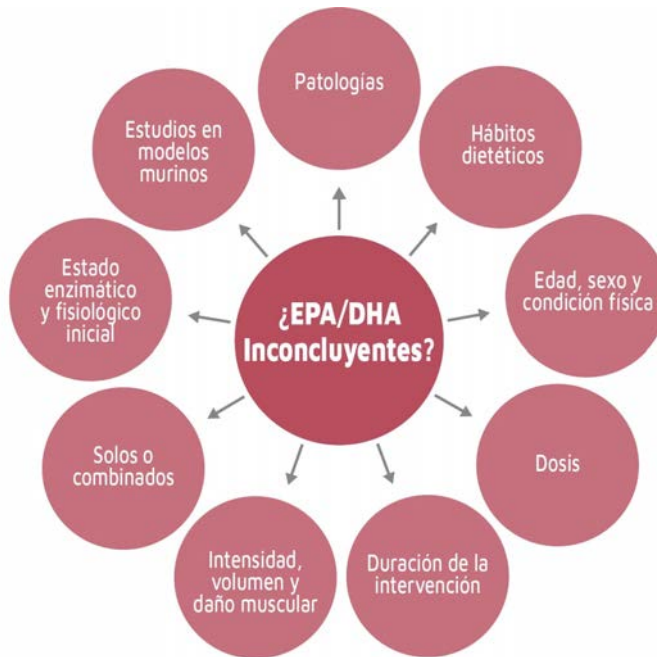 Patologías
Hábitos
dietéticos
Edad, sexo y
condición física
Dosis
Duración de la
intervención
Intensidad,
volumen y
daño muscular
Solos o
combinados
Estado
enzimático
y fisiológico
inicial
Estudios en
modelos
murinos
¿EPA/DHA
Inconcluyentes?